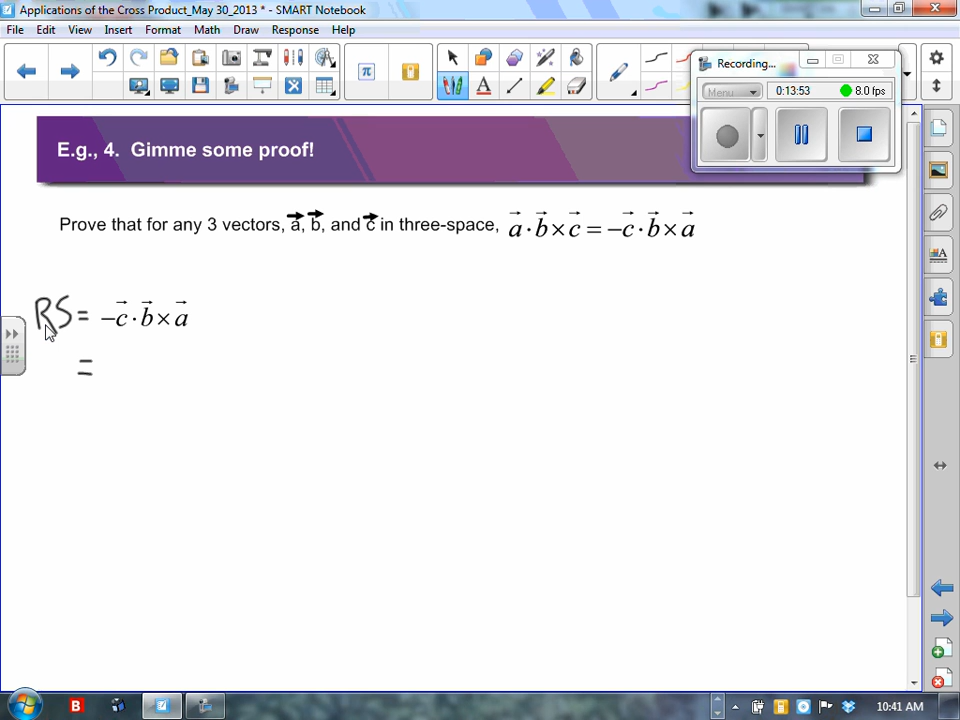 Applications of the Cross Product_May 30_2013 * - SMART Notebook
File Edit View Insert Format Math Draw Response Help
Recording...
Menu 0:13:53 8.0 fps
π
A
E.g., 4. Gimme some proof!
Prove that for any 3 vectors, a⃗, b⃗, and c⃗ in three-space, a⃗ · b⃗ × c⃗ = −c⃗ · b⃗ × a⃗
RS = −c⃗ · b⃗ × a⃗
=
B
10:41 AM